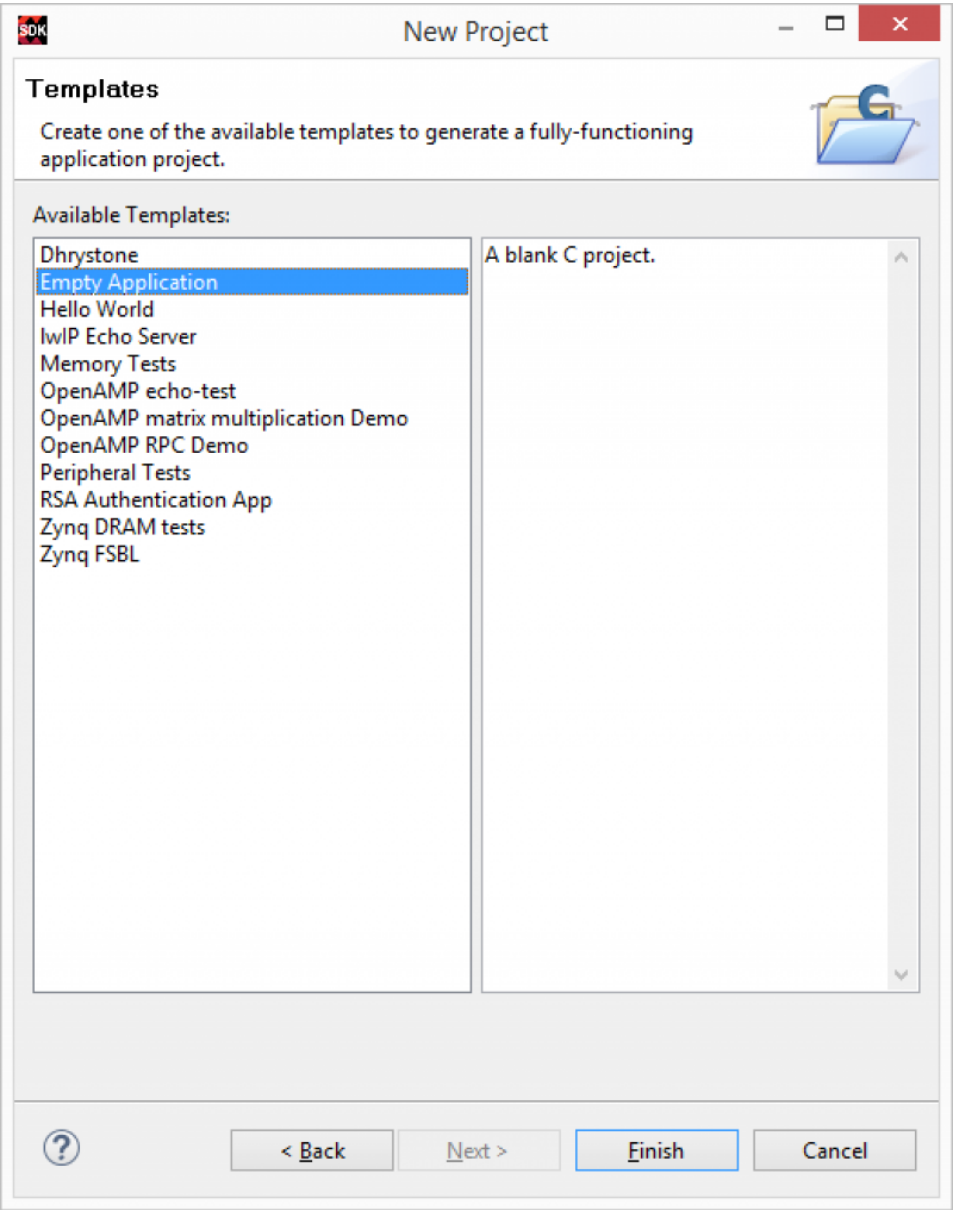 SDK
New Project
Templates
Create one of the available templates to generate a fully-functioning
application project.
Available Templates:
Dhrystone
Empty Application
Hello World
lwIP Echo Server
Memory Tests
OpenAMP echo-test
OpenAMP matrix multiplication Demo
OpenAMP RPC Demo
Peripheral Tests
RSA Authentication App
Zynq DRAM tests
Zynq FSBL
A blank C project.
< Back
Next >
Finish
Cancel